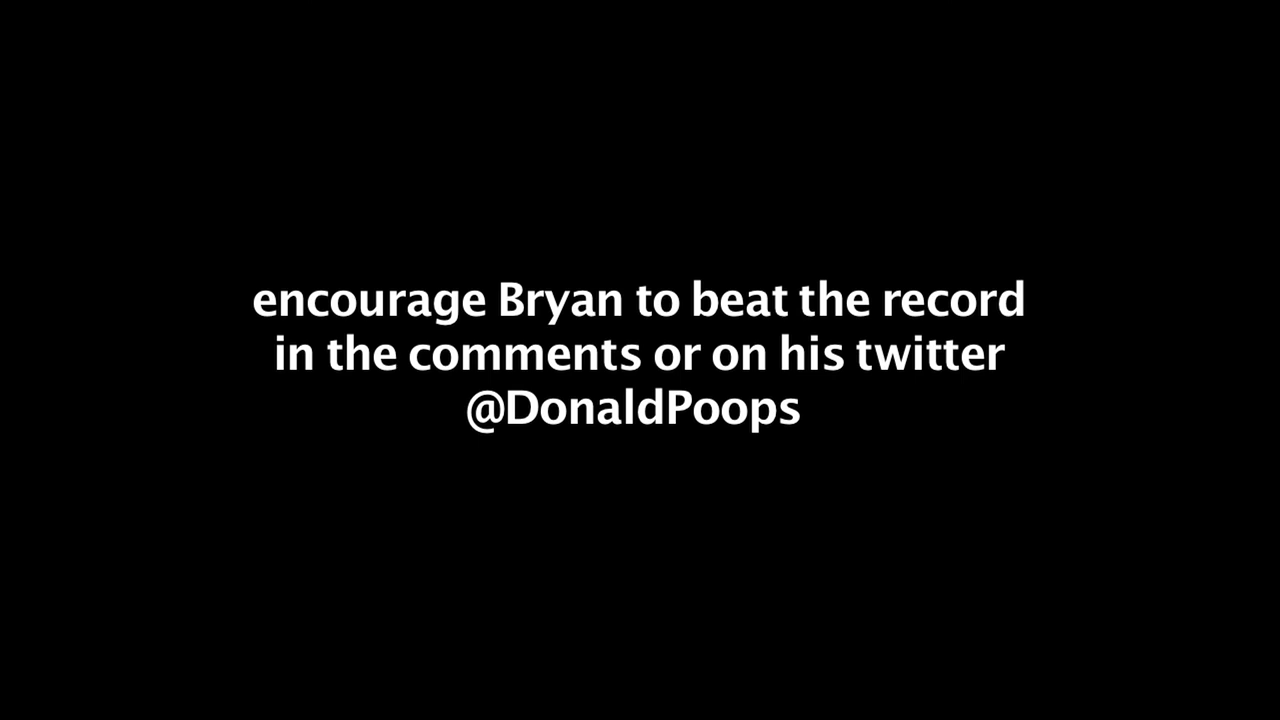 encourage Bryan to beat the record
in the comments or on his twitter
@DonaldPoops